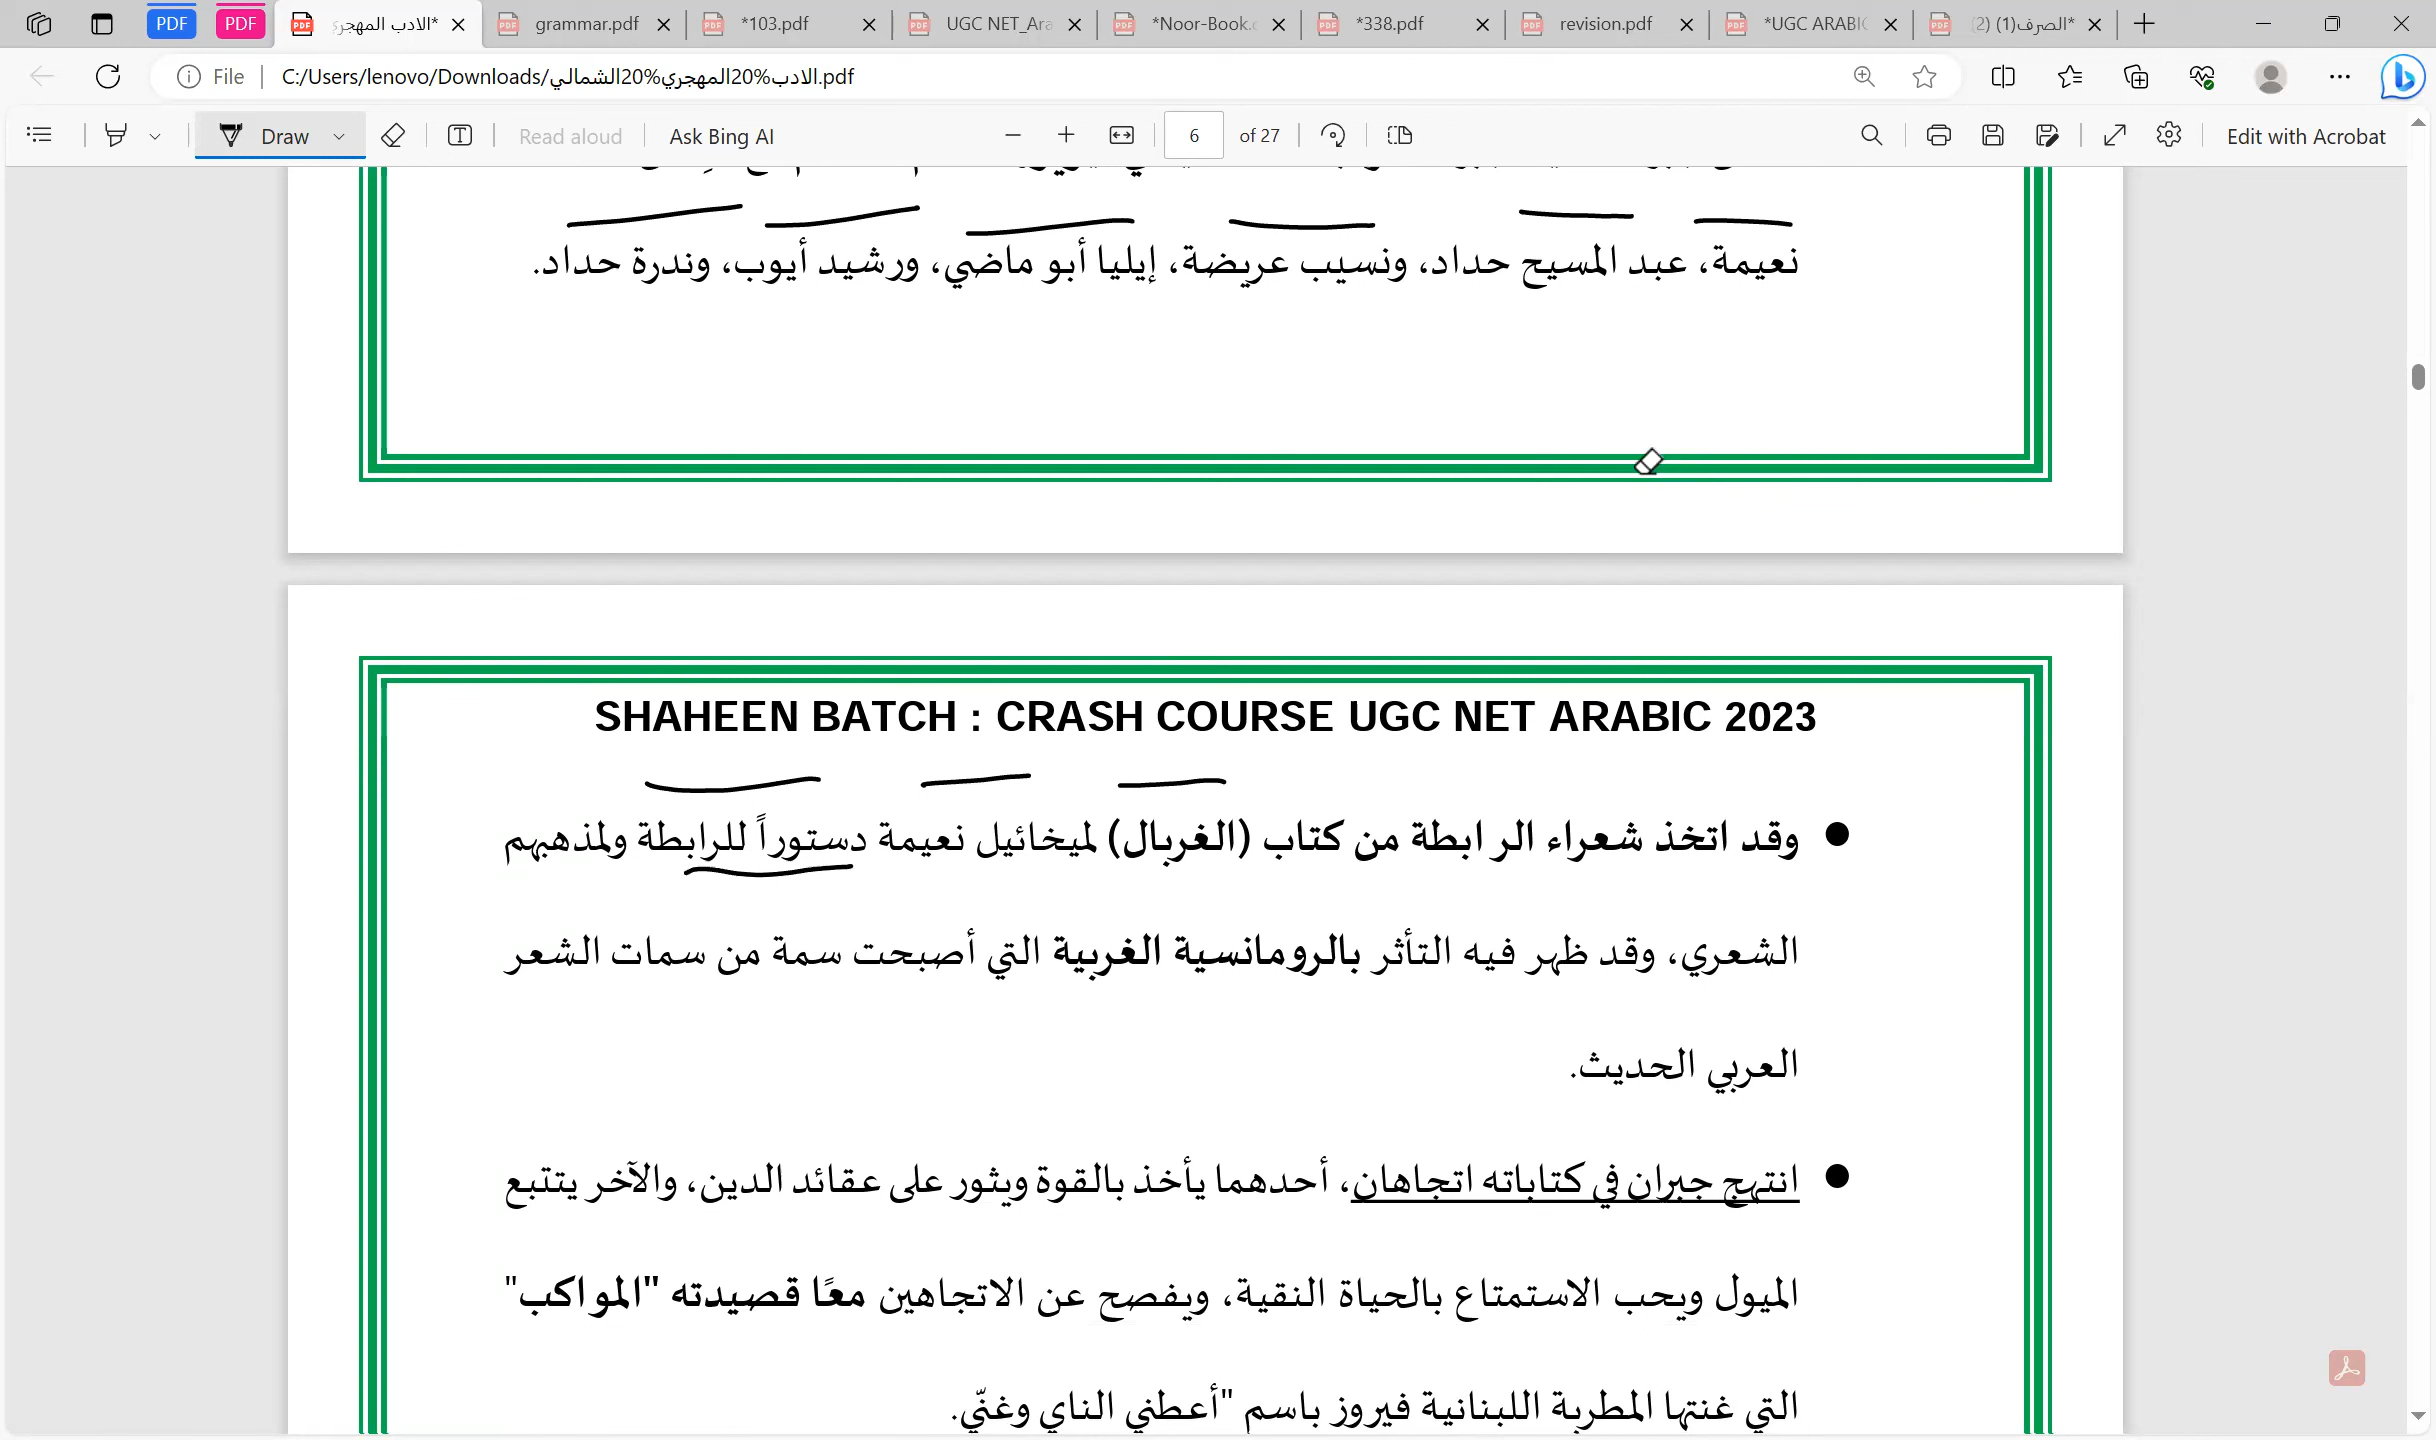 PDF
PDF
*الادب المهجري
grammar.pdf
*103.pdf
UGC NET_Ara
*Noor-Book.c
*338.pdf
revision.pdf
*UGC ARABIC
*الصرف(1) (2)
File
C:/Users/lenovo/Downloads/الادب%20المهجري%20الشمالي.pdf
Draw
Read aloud
Ask Bing AI
6
of 27
Edit with Acrobat
نعيمة، عبد المسيح حداد، ونسيب عريضة، إيليا أبو ماضي، ورشيد أيوب، وندرة حداد.
SHAHEEN BATCH : CRASH COURSE UGC NET ARABIC 2023
● وقد اتخذ شعراء الرابطة من كتاب (الغربال) لميخائيل نعيمة دستوراً للرابطة ولمذهبهم
الشعري، وقد ظهر فيه التأثر بالرومانسية الغربية التي أصبحت سمة من سمات الشعر
العربي الحديث.
● انتهج جبران في كتاباته اتجاهان، أحدهما يأخذ بالقوة ويثور على عقائد الدين، والآخر يتتبع
الميول ويحب الاستمتاع بالحياة النقية، ويفصح عن الاتجاهين معًا قصيدته "المواكب"
التي غنتها المطربة اللبنانية فيروز باسم "أعطني الناي وغنّي.